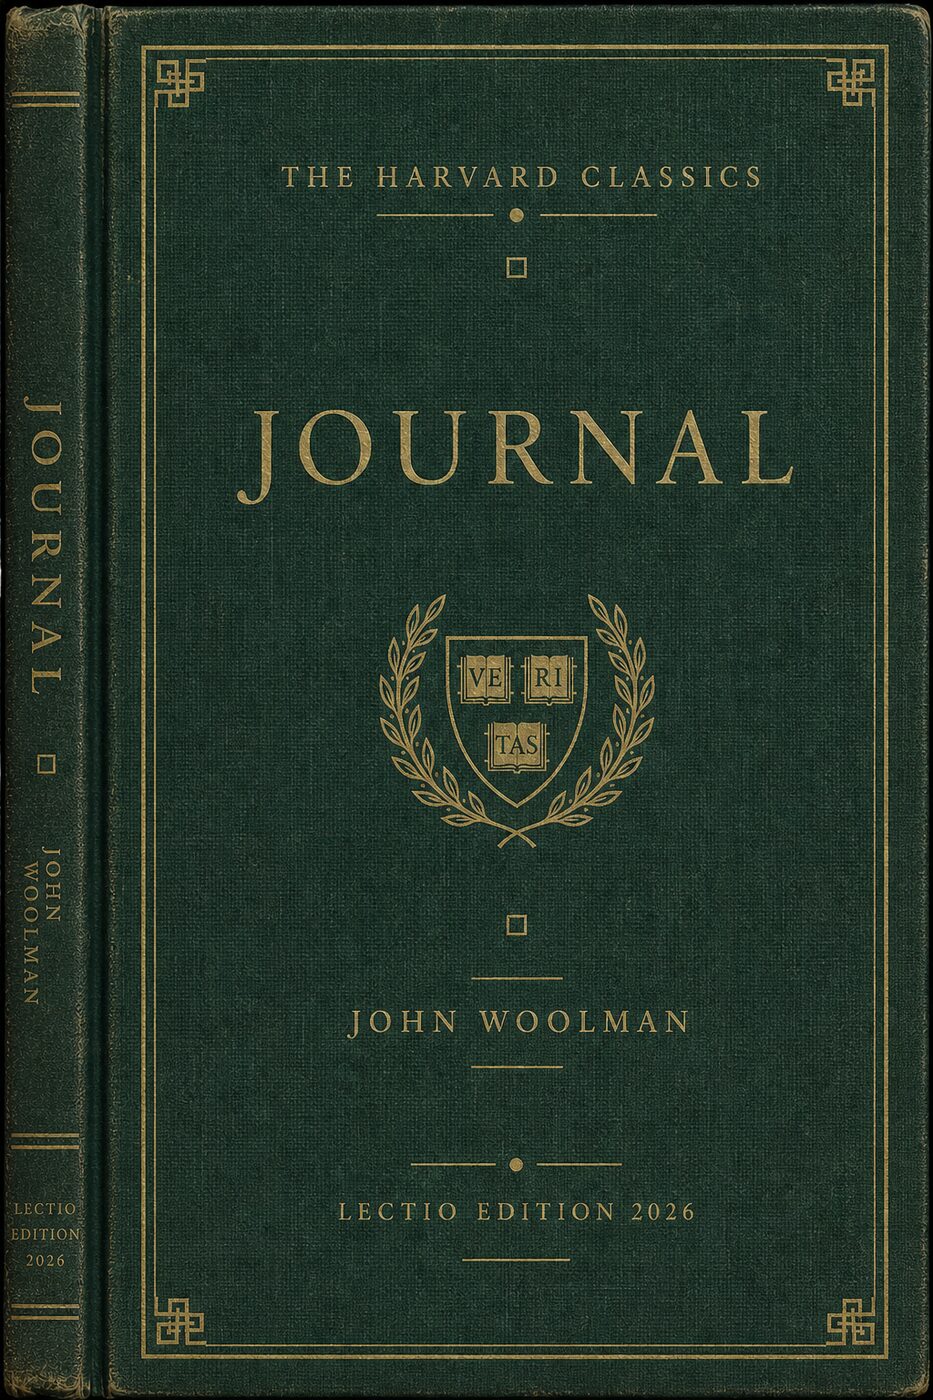 THE HARVARD CLASSICS
JOURNAL
VE RI
TAS
JOHN WOOLMAN
LECTIO EDITION 2026
JOURNAL
JOHN
WOOLMAN
LECTIO
EDITION
2026